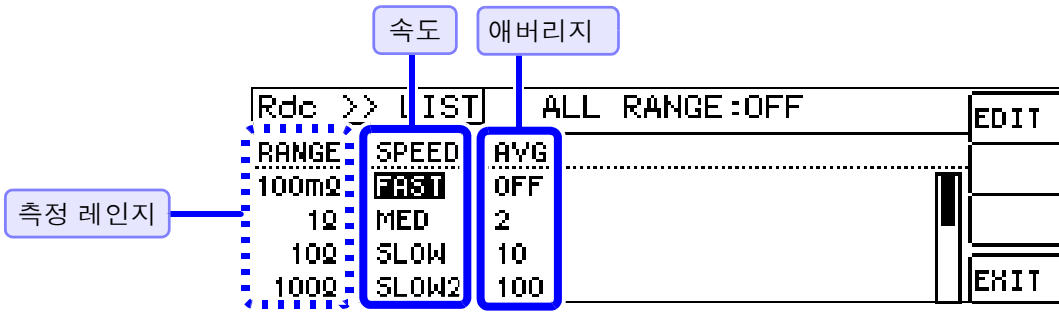 속도 애버리지
Rdc >> LIST ALL RANGE:OFF EDIT
RANGE SPEED AVG
100mΩ FAST OFF
측정 레인지 1Ω MED 2
10Ω SLOW 10
100Ω SLOW2 100 EXIT